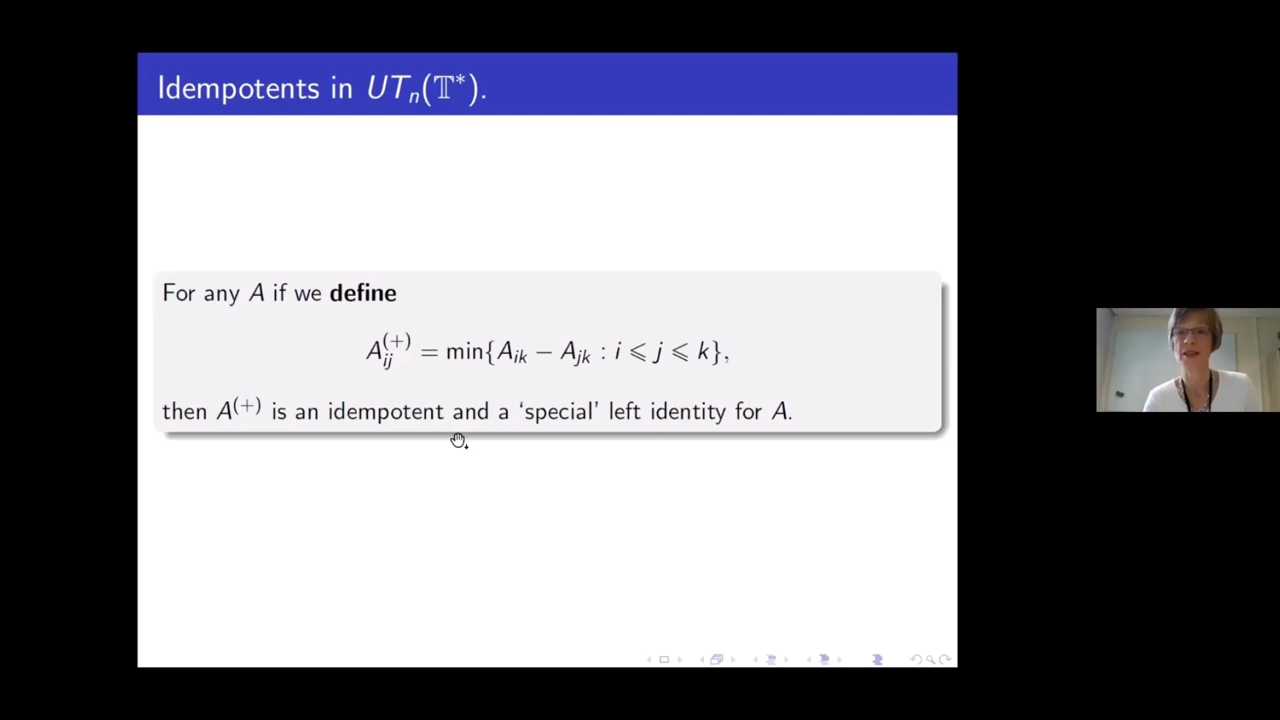 Idempotents in UTₙ(𝕋*).
For any A if we define
A_{ij}^{(+)} = min{A_{ik} − A_{jk} : i ⩽ j ⩽ k},
then A^{(+)} is an idempotent and a ‘special’ left identity for A.